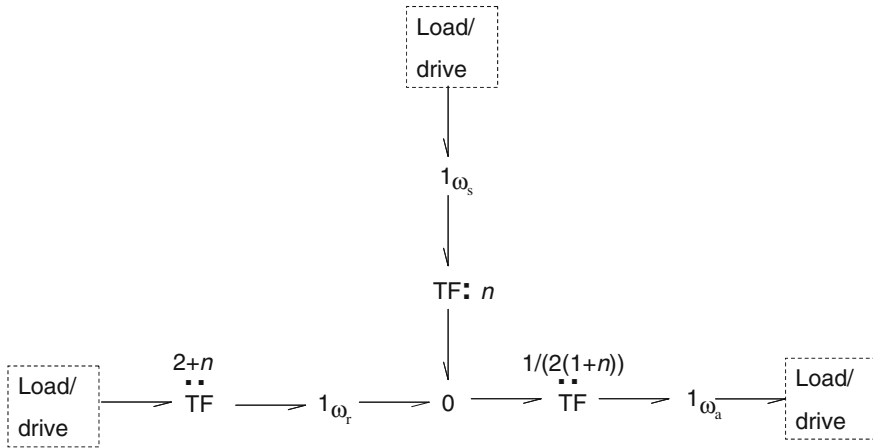 Load/
drive
1ωs
TF: n
2+n
1/(2(1+n))
Load/
drive
TF
1ωr
0
TF
1ωa
Load/
drive